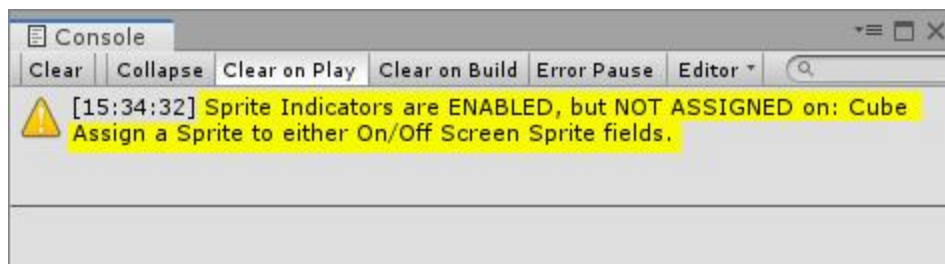 Console
Clear Collapse Clear on Play Clear on Build Error Pause Editor
[15:34:32] Sprite Indicators are ENABLED, but NOT ASSIGNED on: Cube
Assign a Sprite to either On/Off Screen Sprite fields.